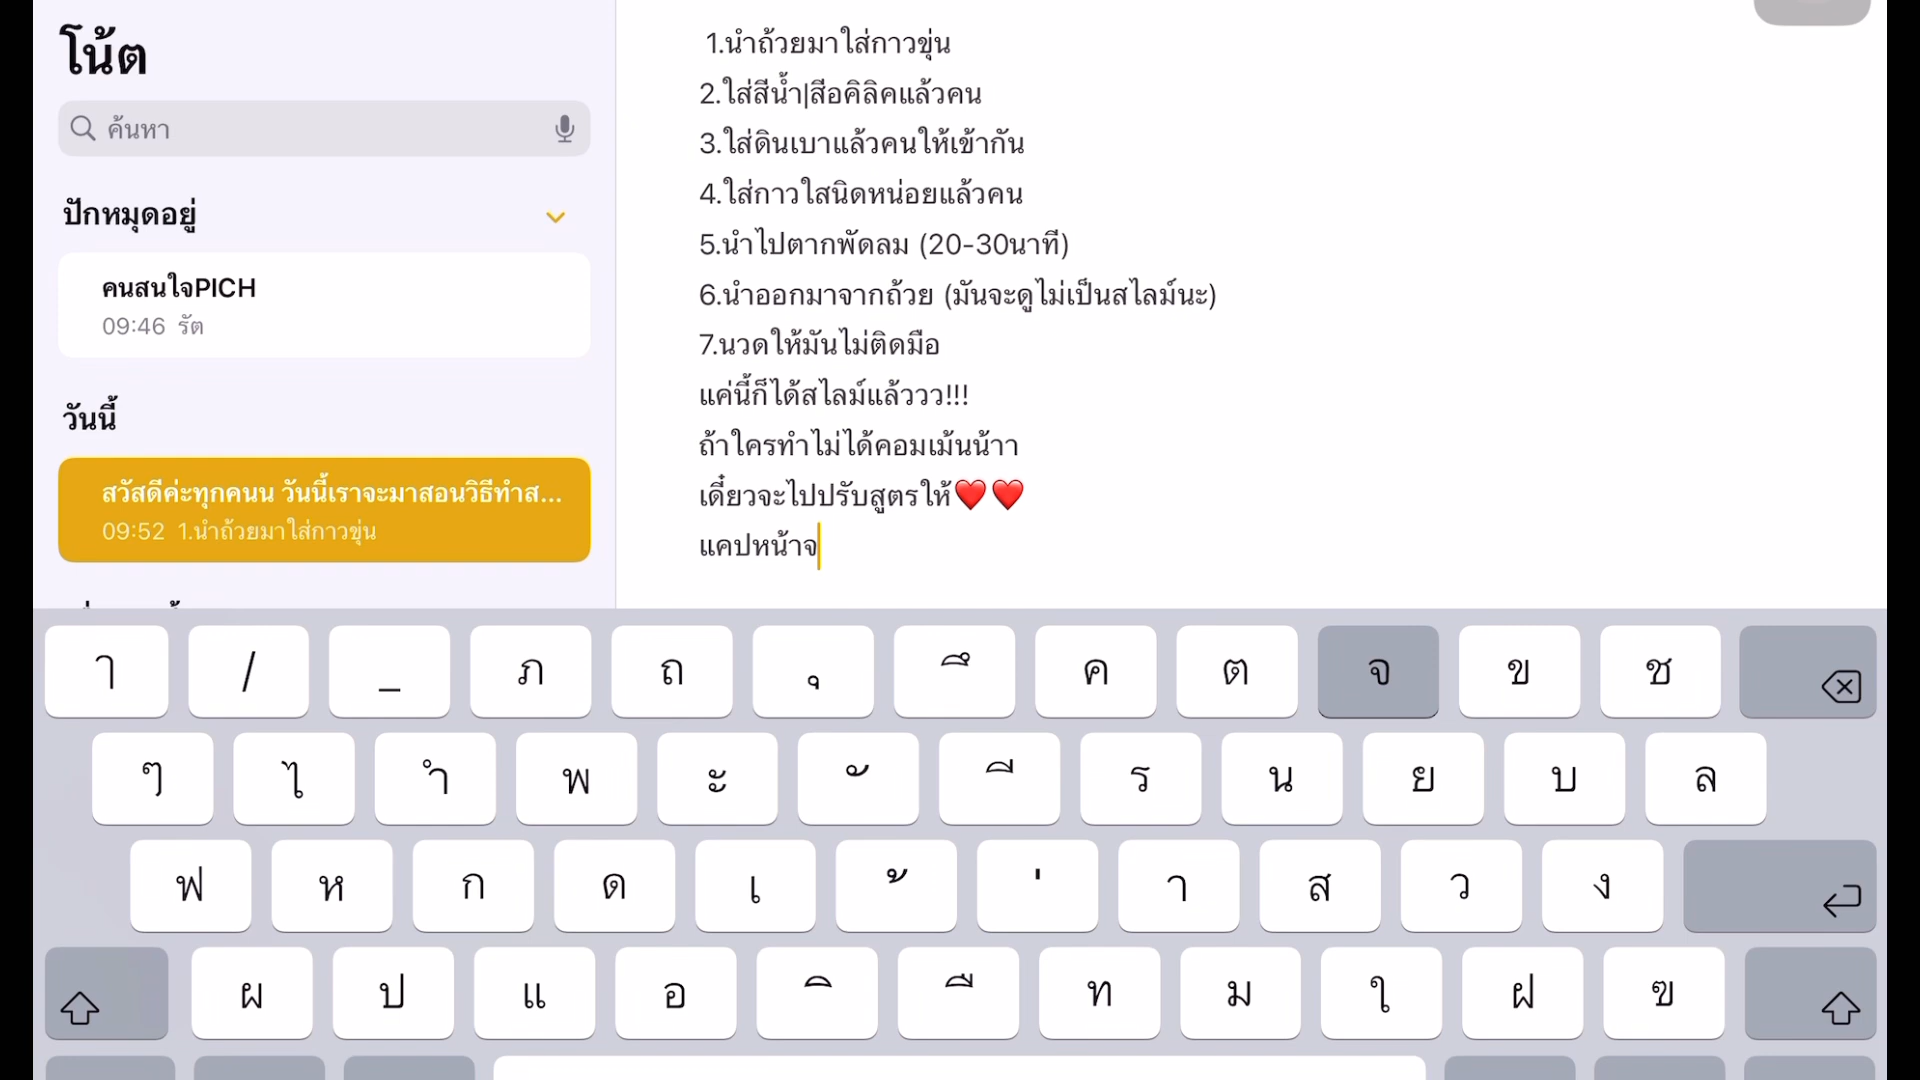 โน้ต
ค้นหา
ปักหมุดอยู่
คนสนใจPICH
09:46 รัต
วันนี้
สวัสดีค่ะทุกคนน วันนี้เราจะมาสอนวิธีทำส...
09:52 1.นำถ้วยมาใส่กาวขุ่น
1.นำถ้วยมาใส่กาวขุ่น
2.ใส่สีน้ำ|สีอคิลิคแล้วคน
3.ใส่ดินเบาแล้วคนให้เข้ากัน
4.ใส่กาวใสนิดหน่อยแล้วคน
5.นำไปตากพัดลม (20-30นาที)
6.นำออกมาจากถ้วย (มันจะดูไม่เป็นสไลม์นะ)
7.นวดให้มันไม่ติดมือ
แค่นี้ก็ได้สไลม์แล้ววว!!!
ถ้าใครทำไม่ได้คอมเม้นน้าา
เดี๋ยวจะไปปรับสูตรให้❤️❤️
แคปหน้าจ
ๅ / _ ภ ถ ุ ึ ค ต จ ข ช
ๆ ไ ำ พ ะ ั ี ร น ย บ ล
ฟ ห ก ด เ ้ ่ า ส ว ง
ผ ป แ อ ิ ื ท ม ใ ฝ ฃ